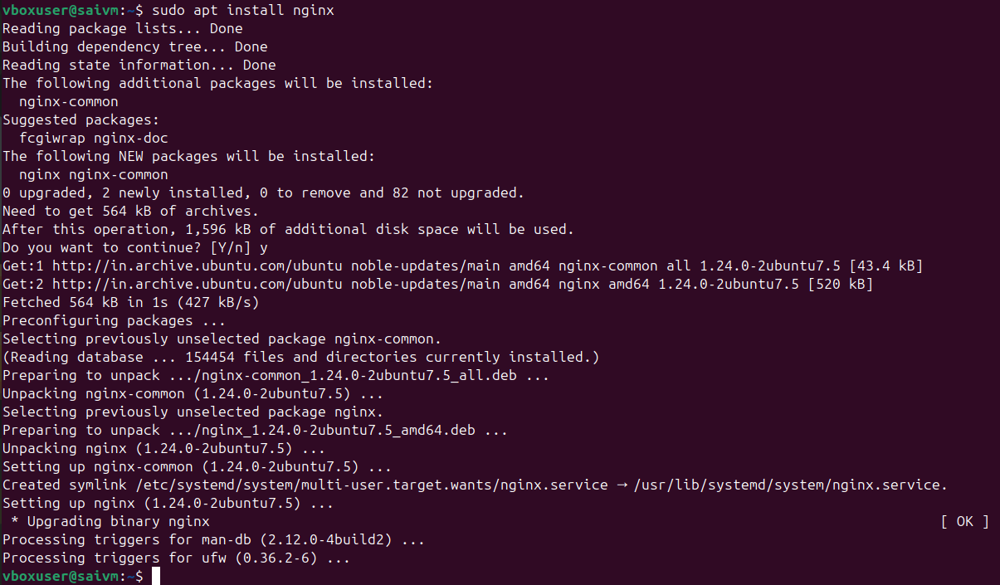 vboxuser@saivm:~$ sudo apt install nginx
Reading package lists... Done
Building dependency tree... Done
Reading state information... Done
The following additional packages will be installed:
  nginx-common
Suggested packages:
  fcgiwrap nginx-doc
The following NEW packages will be installed:
  nginx nginx-common
0 upgraded, 2 newly installed, 0 to remove and 82 not upgraded.
Need to get 564 kB of archives.
After this operation, 1,596 kB of additional disk space will be used.
Do you want to continue? [Y/n] y
Get:1 http://in.archive.ubuntu.com/ubuntu noble-updates/main amd64 nginx-common all 1.24.0-2ubuntu7.5 [43.4 kB]
Get:2 http://in.archive.ubuntu.com/ubuntu noble-updates/main amd64 nginx amd64 1.24.0-2ubuntu7.5 [520 kB]
Fetched 564 kB in 1s (427 kB/s)
Preconfiguring packages ...
Selecting previously unselected package nginx-common.
(Reading database ... 154454 files and directories currently installed.)
Preparing to unpack .../nginx-common_1.24.0-2ubuntu7.5_all.deb ...
Unpacking nginx-common (1.24.0-2ubuntu7.5) ...
Selecting previously unselected package nginx.
Preparing to unpack .../nginx_1.24.0-2ubuntu7.5_amd64.deb ...
Unpacking nginx (1.24.0-2ubuntu7.5) ...
Setting up nginx-common (1.24.0-2ubuntu7.5) ...
Created symlink /etc/systemd/system/multi-user.target.wants/nginx.service → /usr/lib/systemd/system/nginx.service.
Setting up nginx (1.24.0-2ubuntu7.5) ...
 * Upgrading binary nginx [ OK ]
Processing triggers for man-db (2.12.0-4build2) ...
Processing triggers for ufw (0.36.2-6) ...
vboxuser@saivm:~$